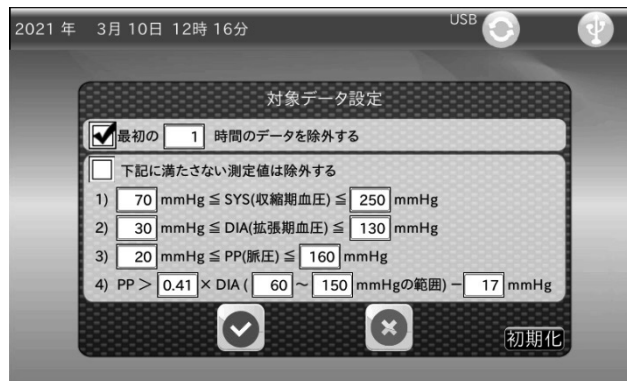 2021 年 3月 10日 12時 16分 USB
対象データ設定
最初の 1 時間のデータを除外する
下記に満たさない測定値は除外する
1) 70 mmHg ≦ SYS(収縮期血圧) ≦ 250 mmHg
2) 30 mmHg ≦ DIA(拡張期血圧) ≦ 130 mmHg
3) 20 mmHg ≦ PP(脈圧) ≦ 160 mmHg
4) PP > 0.41 × DIA ( 60 ~ 150 mmHgの範囲) − 17 mmHg
初期化